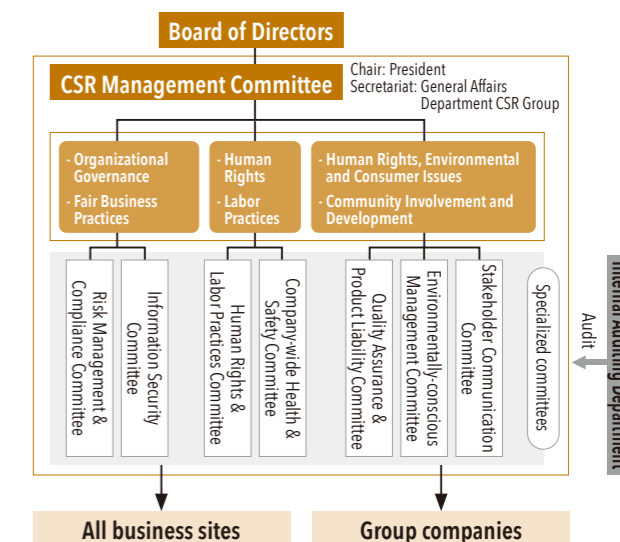 Board of Directors
CSR Management Committee
Chair: President
Secretariat: General Affairs
Department CSR Group
- Organizational
Governance
- Fair Business
Practices
- Human
Rights
- Labor
Practices
- Human Rights, Environmental
and Consumer Issues
- Community Involvement and
Development
Risk Management &
Compliance Committee
Information Security
Committee
Human Rights &
Labor Practices Committee
Company-wide Health &
Safety Committee
Quality Assurance &
Product Liability Committee
Environmentally-conscious
Management Committee
Stakeholder Communication
Committee
Specialized committees
Audit
Internal Auditing Department
All business sites
Group companies